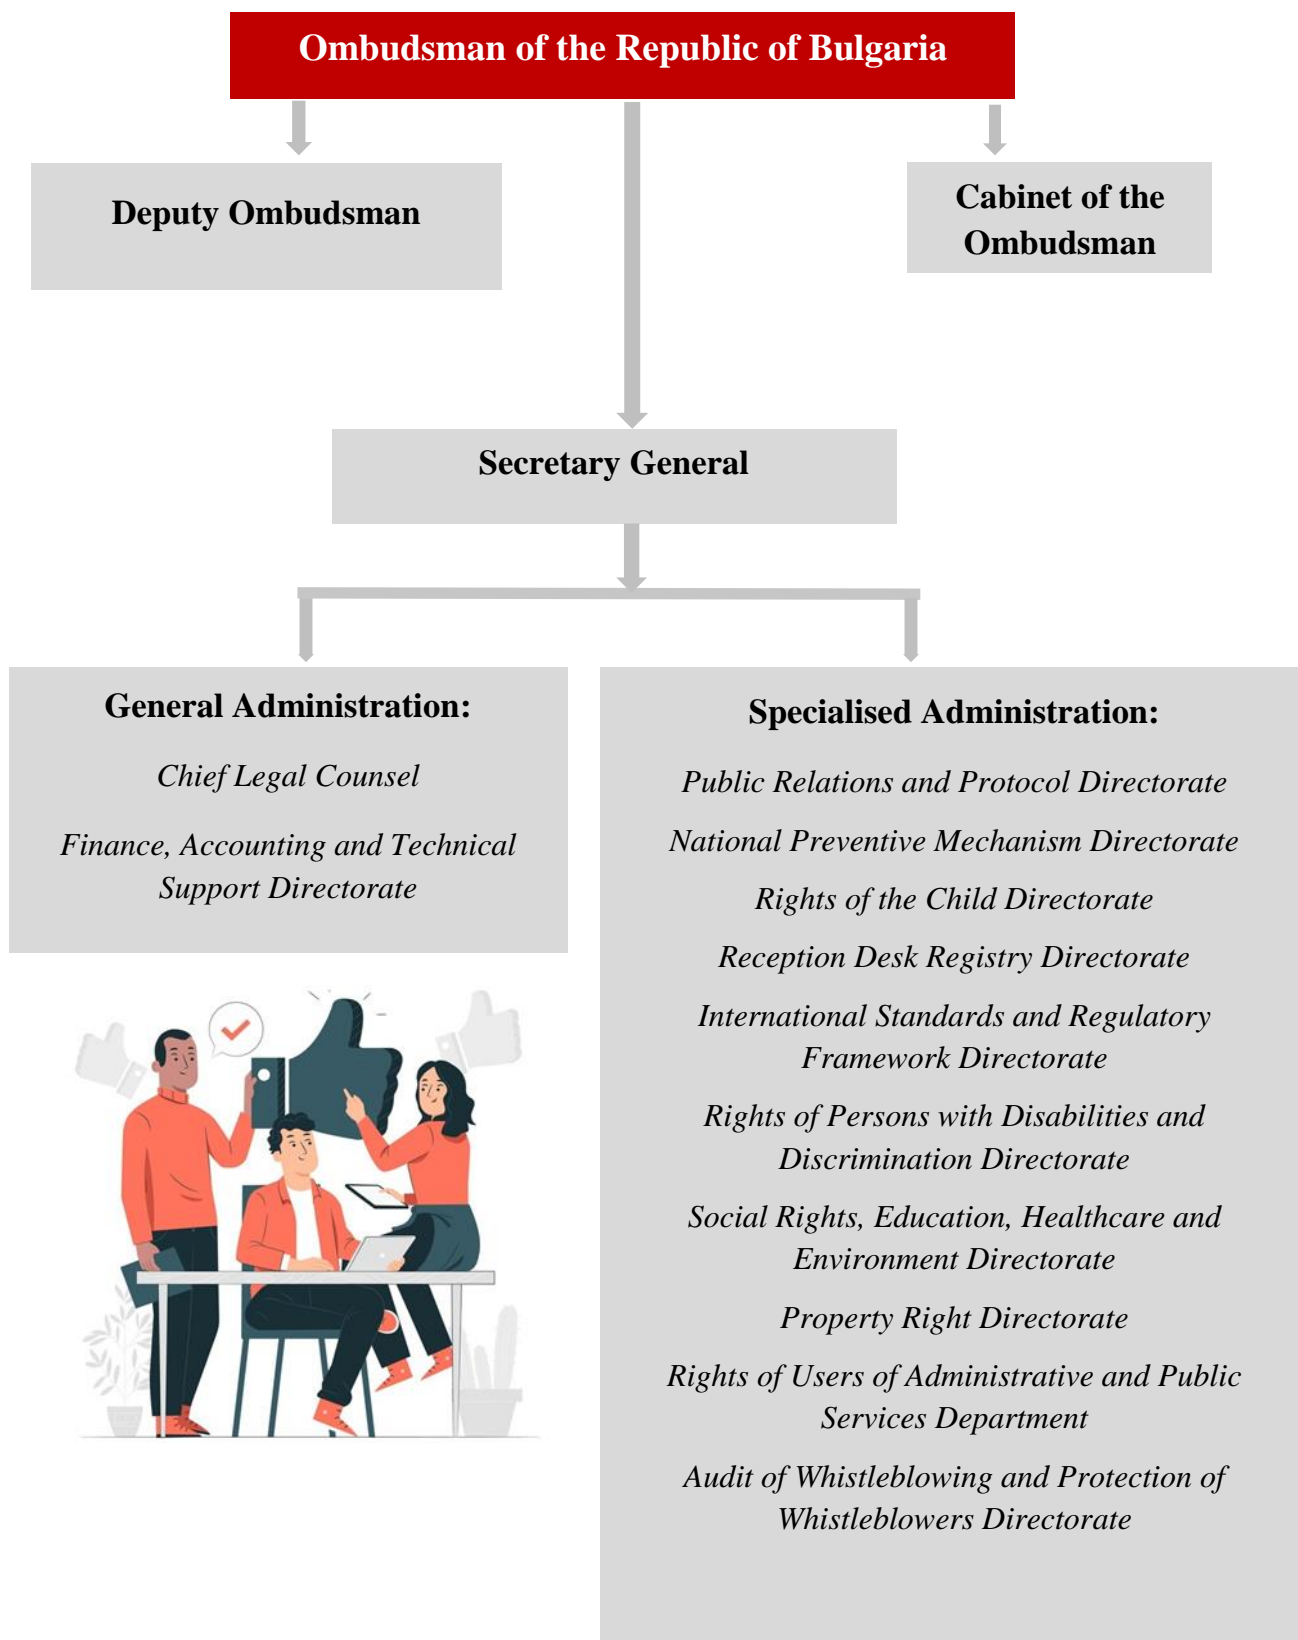 Ombudsman of the Republic of Bulgaria
Deputy Ombudsman
Cabinet of the
Ombudsman
Secretary General
General Administration:
Chief Legal Counsel
Finance, Accounting and Technical
Support Directorate
Specialised Administration:
Public Relations and Protocol Directorate
National Preventive Mechanism Directorate
Rights of the Child Directorate
Reception Desk Registry Directorate
International Standards and Regulatory
Framework Directorate
Rights of Persons with Disabilities and
Discrimination Directorate
Social Rights, Education, Healthcare and
Environment Directorate
Property Right Directorate
Rights of Users of Administrative and Public
Services Department
Audit of Whistleblowing and Protection of
Whistleblowers Directorate